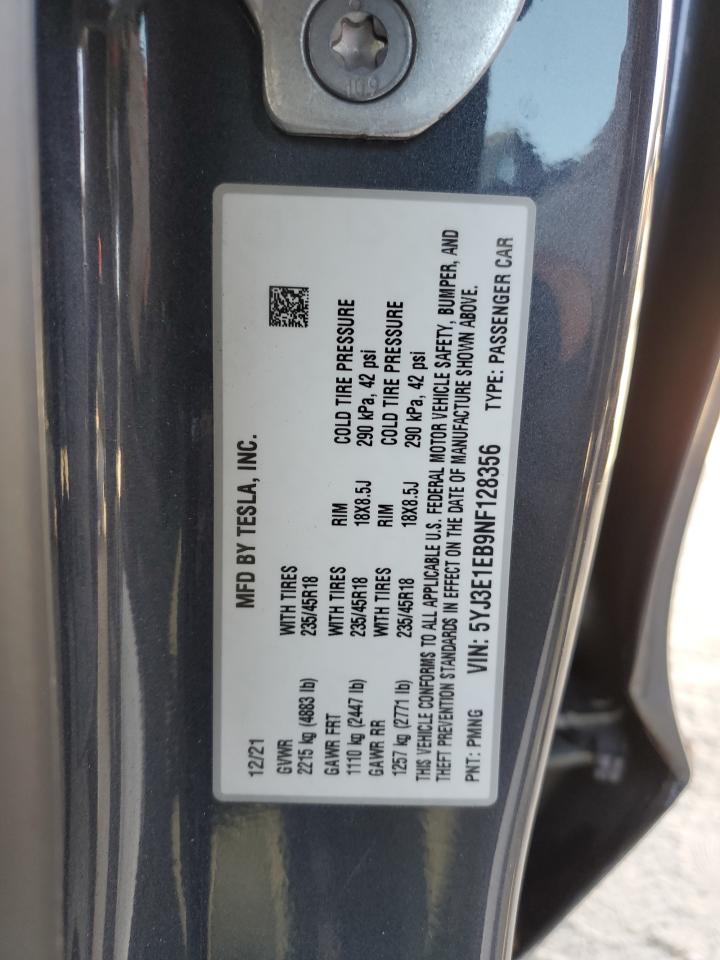 109
MFD BY TESLA, INC.
12/21
GVWR WITH TIRES RIM COLD TIRE PRESSURE
2215 kg (4883 lb) 235/45R18 18X8.5J 290 kPa, 42 psi
GAWR FRT WITH TIRES RIM COLD TIRE PRESSURE
1110 kg (2447 lb) 235/45R18 18X8.5J 290 kPa, 42 psi
GAWR RR WITH TIRES
1257 kg (2771 lb) 235/45R18
THIS VEHICLE CONFORMS TO ALL APPLICABLE U.S. FEDERAL MOTOR VEHICLE SAFETY, BUMPER, AND
THEFT PREVENTION STANDARDS IN EFFECT ON THE DATE OF MANUFACTURE SHOWN ABOVE.
PNT: PMNG VIN: 5YJ3E1EB9NF128356 TYPE: PASSENGER CAR